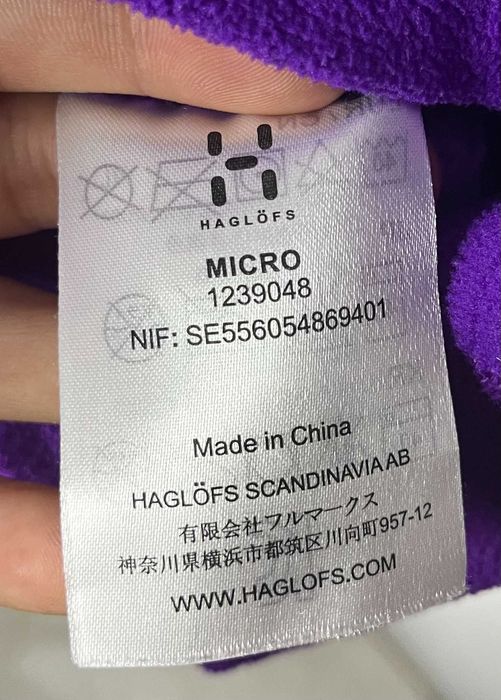 HAGLÖFS
MICRO
1239048
NIF: SE556054869401
Made in China
HAGLÖFS SCANDINAVIA AB
有限会社フルマークス
神奈川県横浜市都筑区川向町957-12
WWW.HAGLOFS.COM